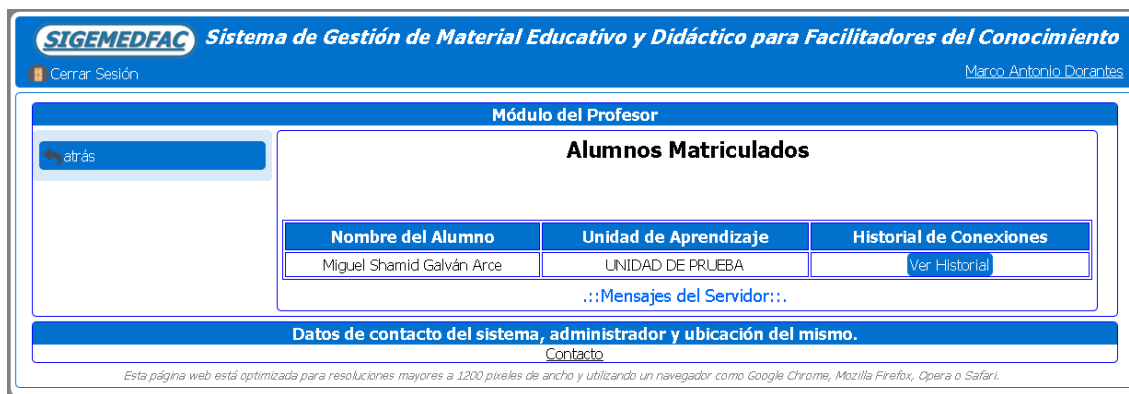 SIGEMEDFAC Sistema de Gestión de Material Educativo y Didáctico para Facilitadores del Conocimiento
Cerrar Sesión Marco Antonio Dorantes
Módulo del Profesor
atrás
Alumnos Matriculados
Nombre del Alumno Unidad de Aprendizaje Historial de Conexiones
Miguel Shamid Galván Arce UNIDAD DE PRUEBA Ver Historial
.::Mensajes del Servidor::.
Datos de contacto del sistema, administrador y ubicación del mismo.
Contacto
Esta página web está optimizada para resoluciones mayores a 1200 pixeles de ancho y utilizando un navegador como Google Chrome, Mozilla Firefox, Opera o Safari.